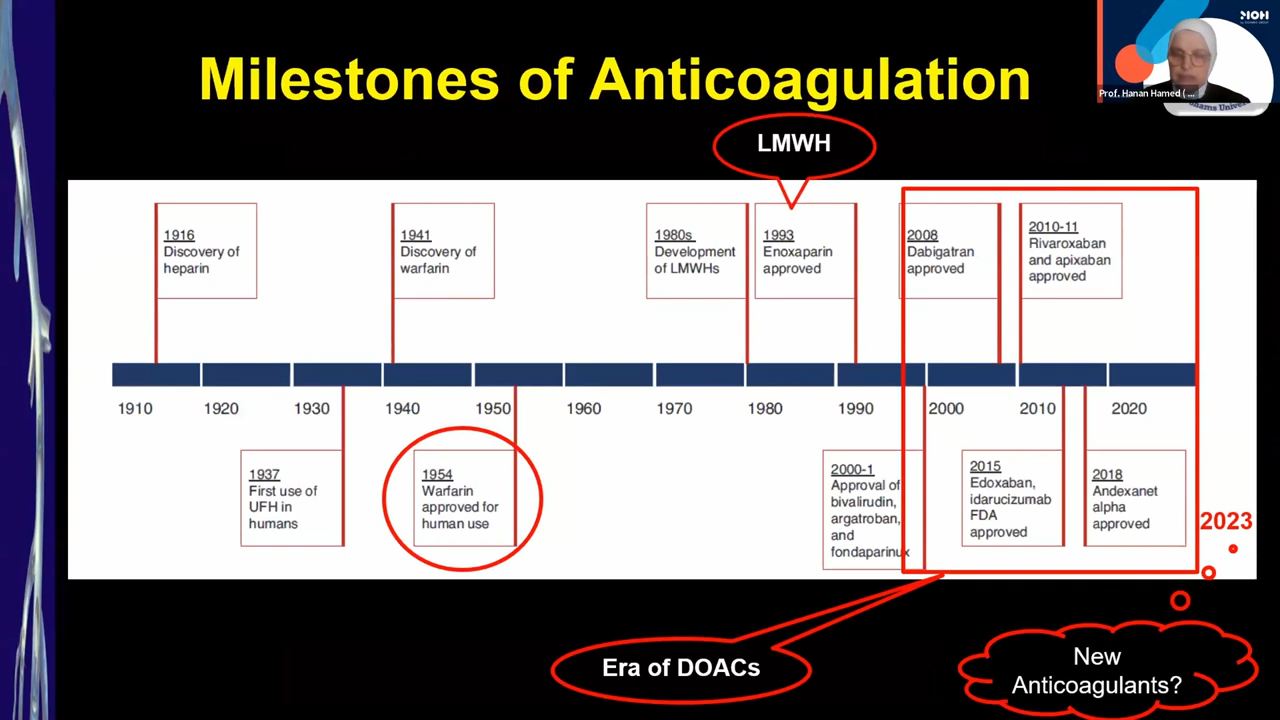 Milestones of Anticoagulation
NOH
Prof. Hanan Hamed ( ...
LMWH
1916
Discovery of
heparin
1941
Discovery of
warfarin
1980s
Development
of LMWHs
1993
Enoxaparin
approved
2008
Dabigatran
approved
2010-11
Rivaroxaban
and apixaban
approved
1910 1920 1930 1940 1950 1960 1970 1980 1990 2000 2010 2020
1937
First use of
UFH in
humans
1954
Warfarin
approved for
human use
2000-1
Approval of
bivalirudin,
argatroban,
and
fondaparinux
2015
Edoxaban,
idarucizumab
FDA
approved
2018
Andexanet
alpha
approved
2023
Era of DOACs
New
Anticoagulants?